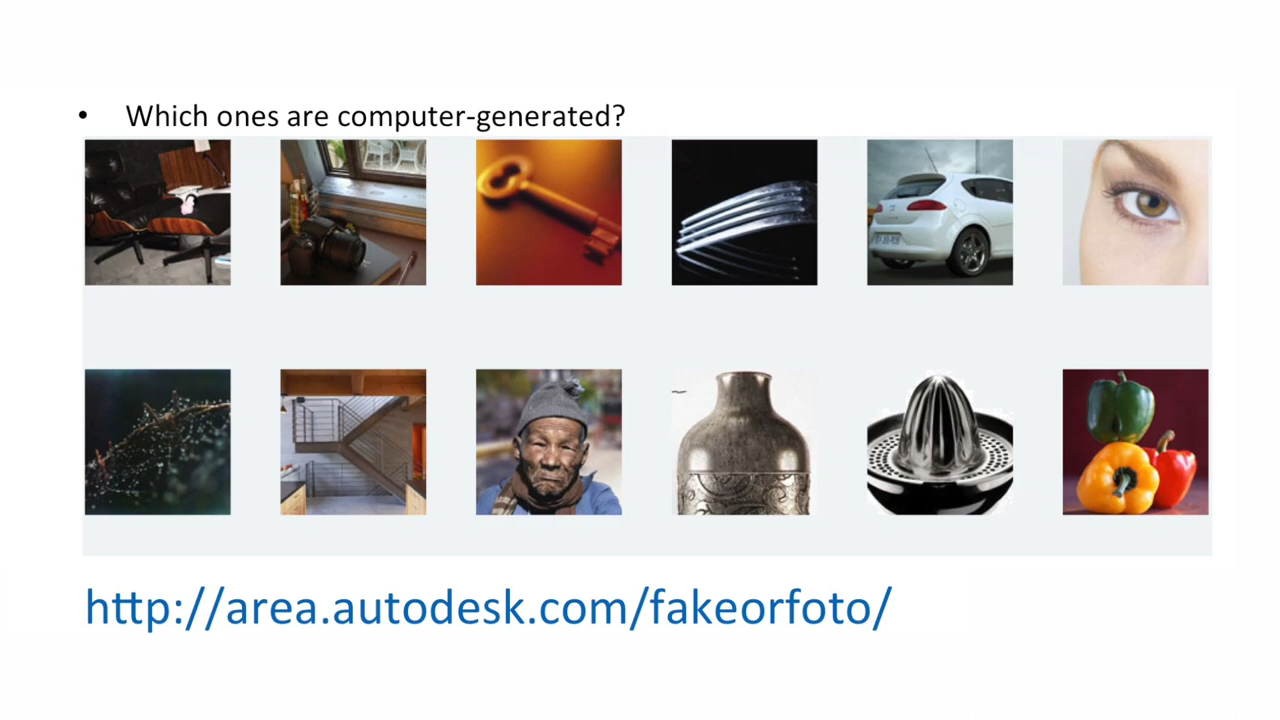 • Which ones are computer-generated?
http://area.autodesk.com/fakeorfoto/